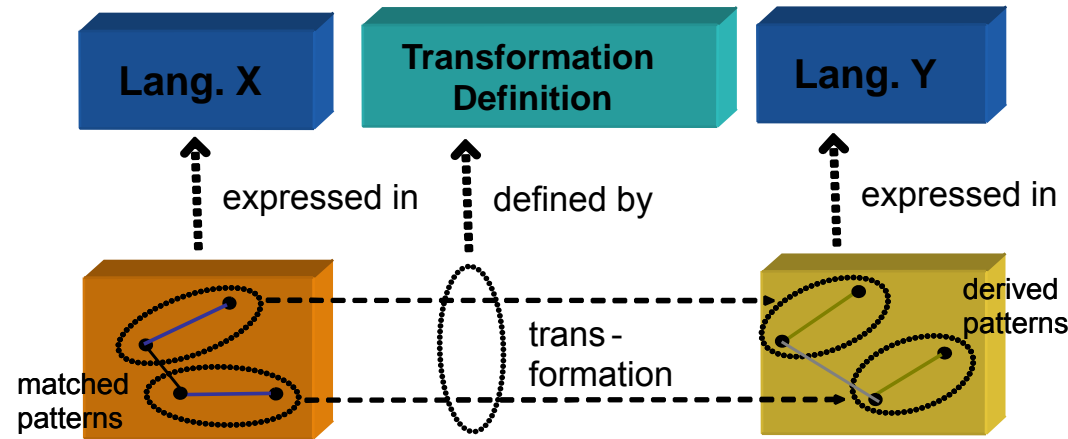 Lang. X
Transformation
Definition
Lang. Y
expressed in
defined by
expressed in
matched
patterns
trans -
formation
derived
patterns